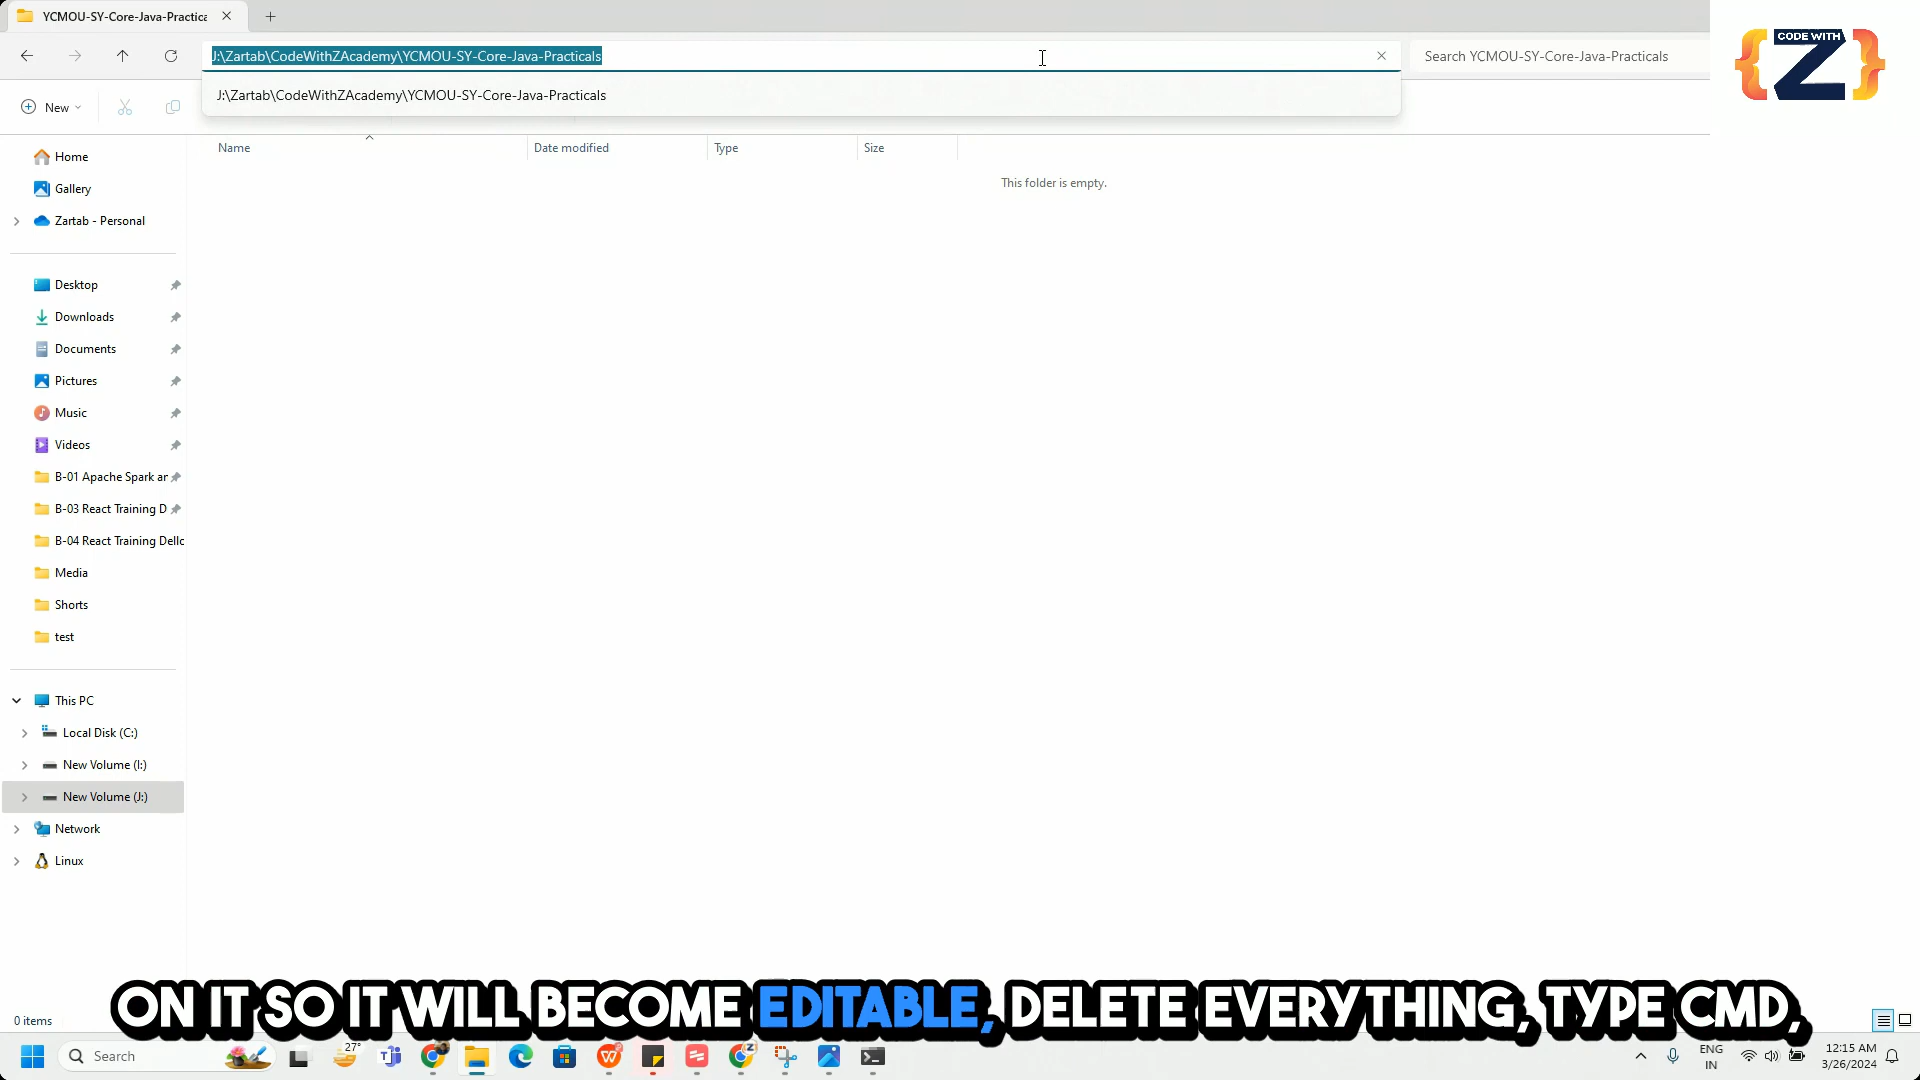 YCMOU-SY-Core-Java-Practica
J:\Zartab\CodeWithZAcademy\YCMOU-SY-Core-Java-Practicals
Search YCMOU-SY-Core-Java-Practicals
CODE WITH
Z
J:\Zartab\CodeWithZAcademy\YCMOU-SY-Core-Java-Practicals
New
Name
Date modified
Type
Size
This folder is empty.
Home
Gallery
Zartab - Personal
Desktop
Downloads
Documents
Pictures
Music
Videos
B-01 Apache Spark ar
B-03 React Training D
B-04 React Training Dellc
Media
Shorts
test
This PC
Local Disk (C:)
New Volume (I:)
New Volume (J:)
Network
Linux
ON IT SO IT WILL BECOME EDITABLE, DELETE EVERYTHING, TYPE CMD,
0 items
Search
27°
ENG
IN
12:15 AM
3/26/2024